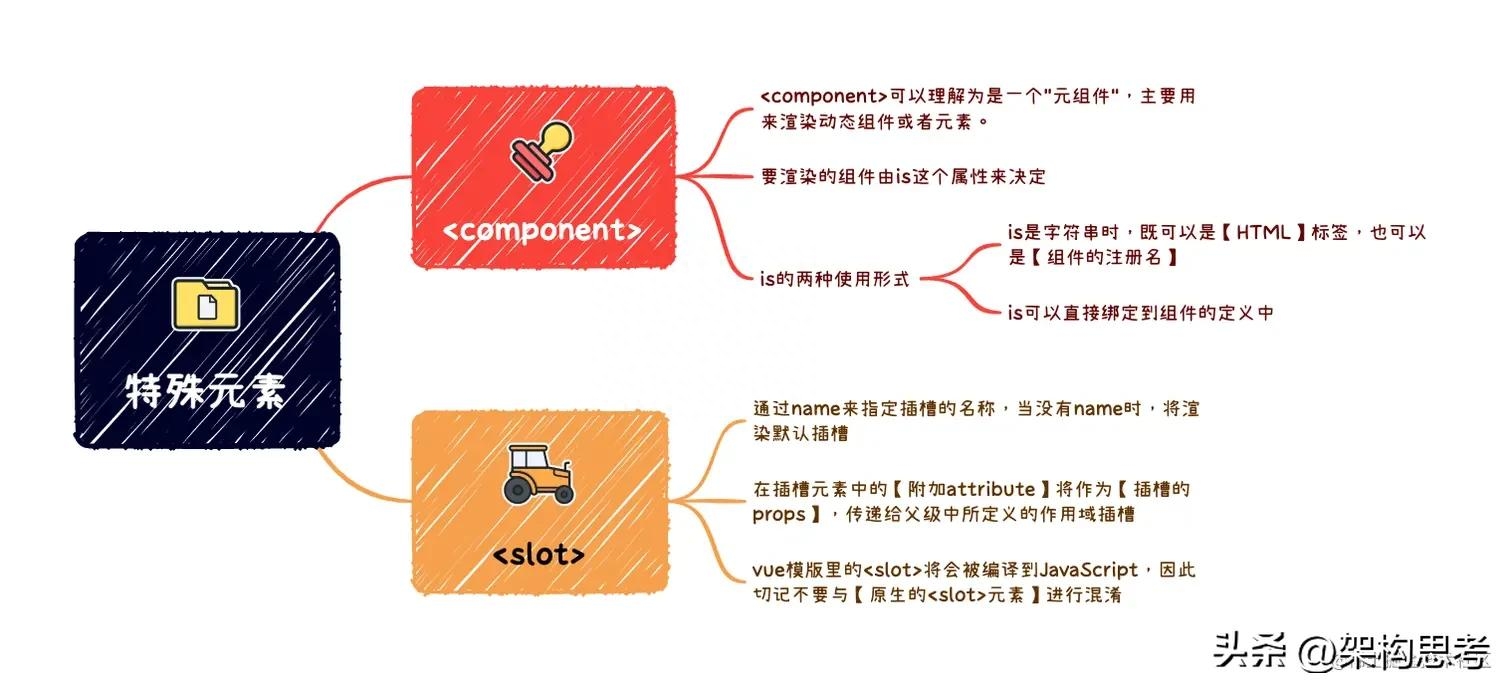 特殊元素
<component>
<component>可以理解为是一个"元组件"，主要用
来渲染动态组件或者元素。
要渲染的组件由is这个属性来决定
is的两种使用形式
is是字符串时，既可以是【HTML】标签，也可以
是【组件的注册名】
is可以直接绑定到组件的定义中
<slot>
通过name来指定插槽的名称，当没有name时，将渲
染默认插槽
在插槽元素中的【附加attribute】将作为【插槽的
props】，传递给父级中所定义的作用域插槽
vue模版里的<slot>将会被编译到JavaScript，因此
切记不要与【原生的<slot>元素】进行混淆
头条 @架构思考